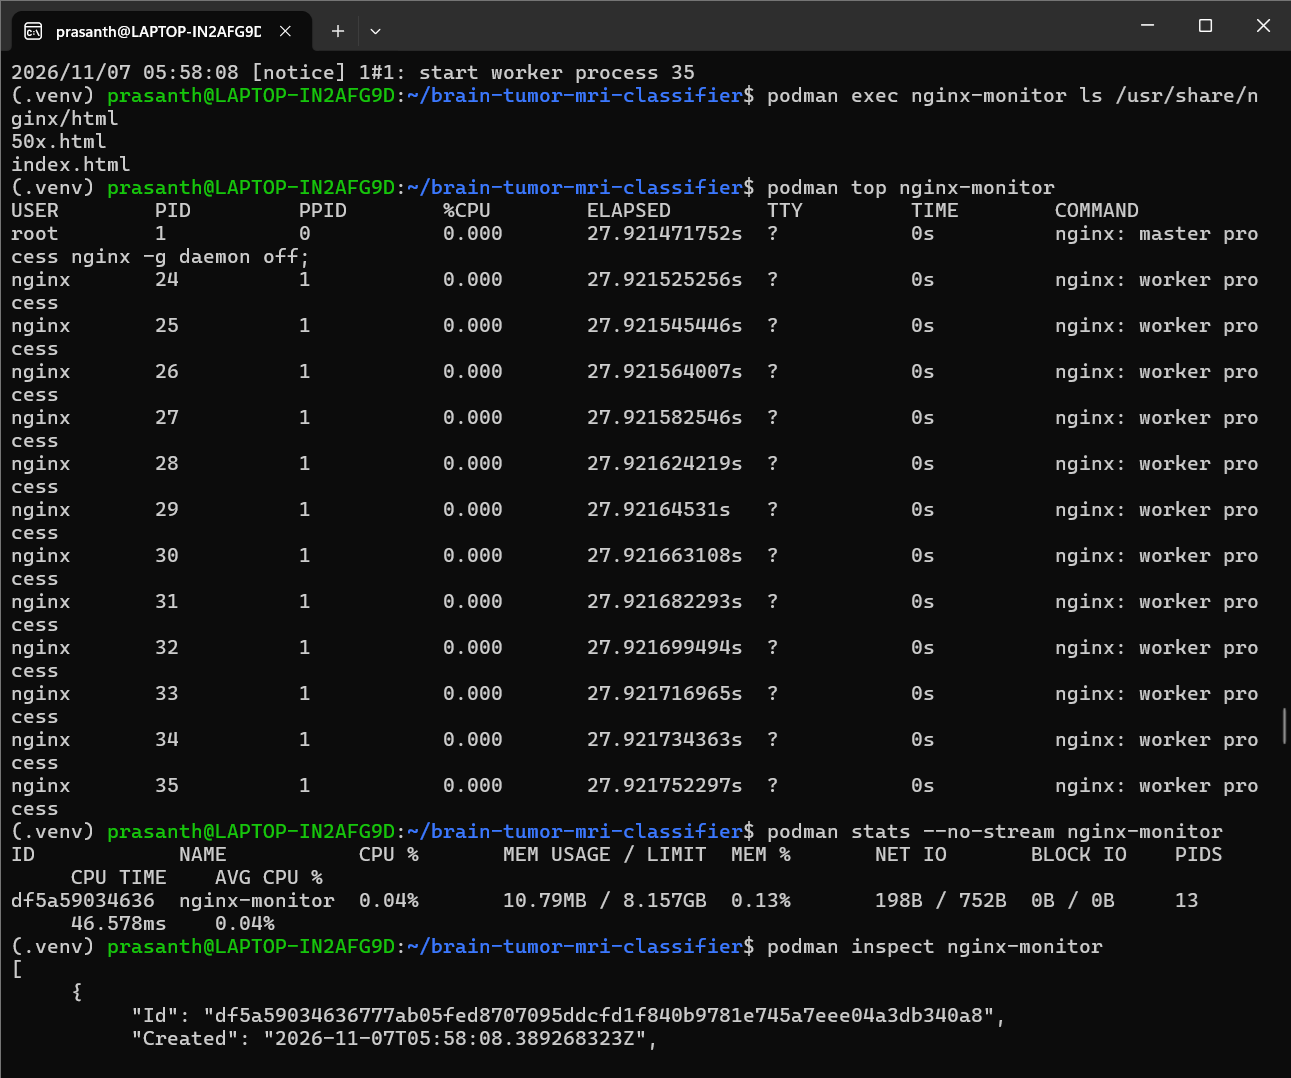 prasanth@LAPTOP-IN2AFG9D
2026/11/07 05:58:08 [notice] 1#1: start worker process 35
(.venv) prasanth@LAPTOP-IN2AFG9D:~/brain-tumor-mri-classifier$ podman exec nginx-monitor ls /usr/share/n
ginx/html
50x.html
index.html
(.venv) prasanth@LAPTOP-IN2AFG9D:~/brain-tumor-mri-classifier$ podman top nginx-monitor
USER        PID         PPID        %CPU        ELAPSED        TTY         TIME        COMMAND
root        1           0           0.000       27.921471752s  ?           0s          nginx: master pro
cess nginx -g daemon off;
nginx       24          1           0.000       27.921525256s  ?           0s          nginx: worker pro
cess
nginx       25          1           0.000       27.921545446s  ?           0s          nginx: worker pro
cess
nginx       26          1           0.000       27.921564007s  ?           0s          nginx: worker pro
cess
nginx       27          1           0.000       27.921582546s  ?           0s          nginx: worker pro
cess
nginx       28          1           0.000       27.921624219s  ?           0s          nginx: worker pro
cess
nginx       29          1           0.000       27.92164531s   ?           0s          nginx: worker pro
cess
nginx       30          1           0.000       27.921663108s  ?           0s          nginx: worker pro
cess
nginx       31          1           0.000       27.921682293s  ?           0s          nginx: worker pro
cess
nginx       32          1           0.000       27.921699494s  ?           0s          nginx: worker pro
cess
nginx       33          1           0.000       27.921716965s  ?           0s          nginx: worker pro
cess
nginx       34          1           0.000       27.921734363s  ?           0s          nginx: worker pro
cess
nginx       35          1           0.000       27.921752297s  ?           0s          nginx: worker pro
cess
(.venv) prasanth@LAPTOP-IN2AFG9D:~/brain-tumor-mri-classifier$ podman stats --no-stream nginx-monitor
ID            NAME           CPU %       MEM USAGE / LIMIT  MEM %       NET IO       BLOCK IO    PIDS
     CPU TIME    AVG CPU %
df5a59034636  nginx-monitor  0.04%       10.79MB / 8.157GB  0.13%       198B / 752B  0B / 0B     13
     46.578ms    0.04%
(.venv) prasanth@LAPTOP-IN2AFG9D:~/brain-tumor-mri-classifier$ podman inspect nginx-monitor
[
     {
          "Id": "df5a59034636777ab05fed8707095ddcfd1f840b9781e745a7eee04a3db340a8",
          "Created": "2026-11-07T05:58:08.389268323Z",